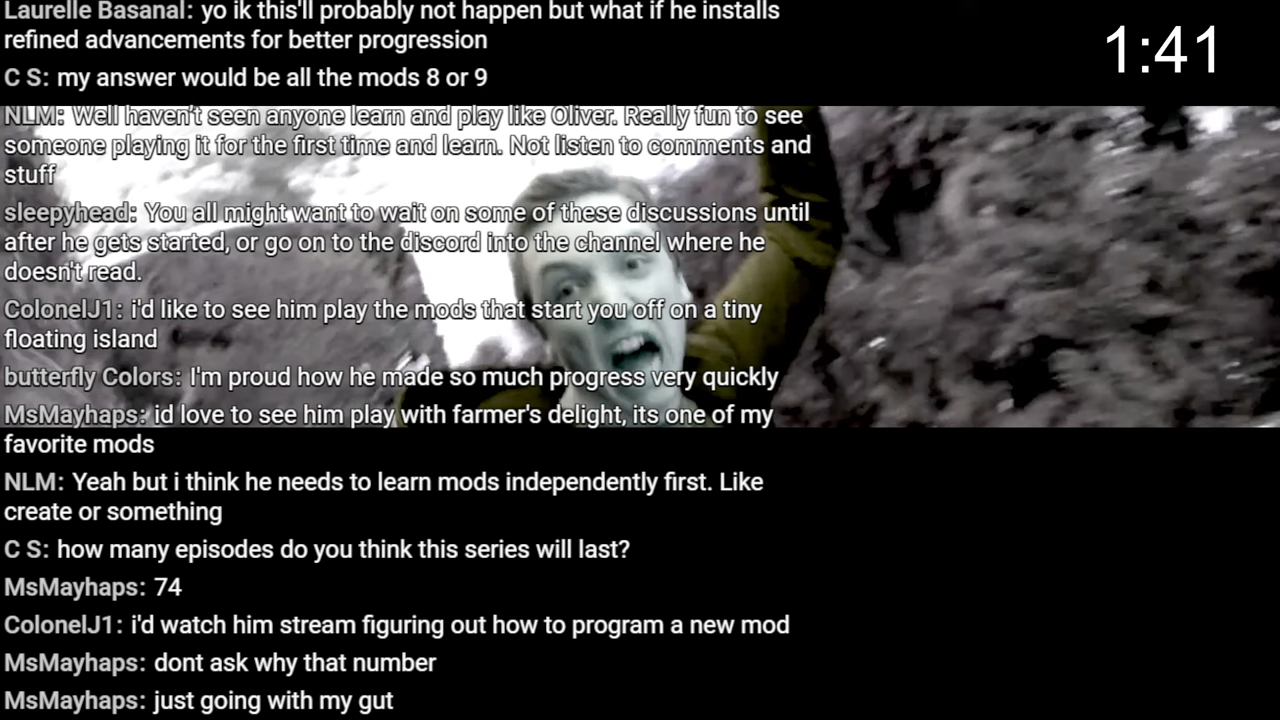 Laurelle Basanal: yo ik this'll probably not happen but what if he installs
refined advancements for better progression
1:41
C S: my answer would be all the mods 8 or 9
NLM: Well haven't seen anyone learn and play like Oliver. Really fun to see
someone playing it for the first time and learn. Not listen to comments and
stuff
sleepyhead: You all might want to wait on some of these discussions until
after he gets started, or go on to the discord into the channel where he
doesn't read.
ColonelJ1: i'd like to see him play the mods that start you off on a tiny
floating island
butterfly Colors: I'm proud how he made so much progress very quickly
MsMayhaps: id love to see him play with farmer's delight, its one of my
favorite mods
NLM: Yeah but i think he needs to learn mods independently first. Like
create or something
C S: how many episodes do you think this series will last?
MsMayhaps: 74
ColonelJ1: i'd watch him stream figuring out how to program a new mod
MsMayhaps: dont ask why that number
MsMayhaps: just going with my gut